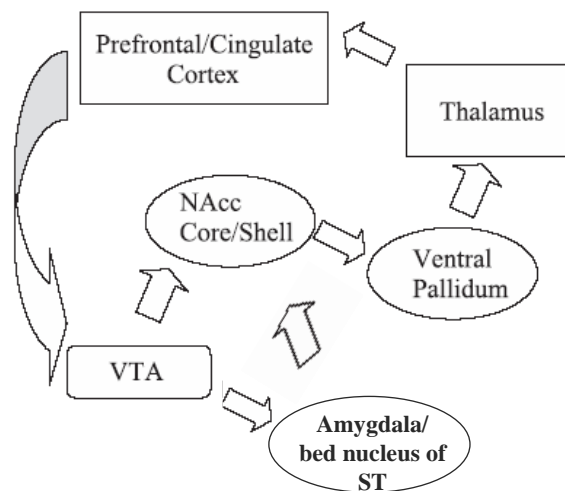 Prefrontal/Cingulate
Cortex
Thalamus
NAcc
Core/Shell
Ventral
Pallidum
VTA
Amygdala/
bed nucleus of
ST